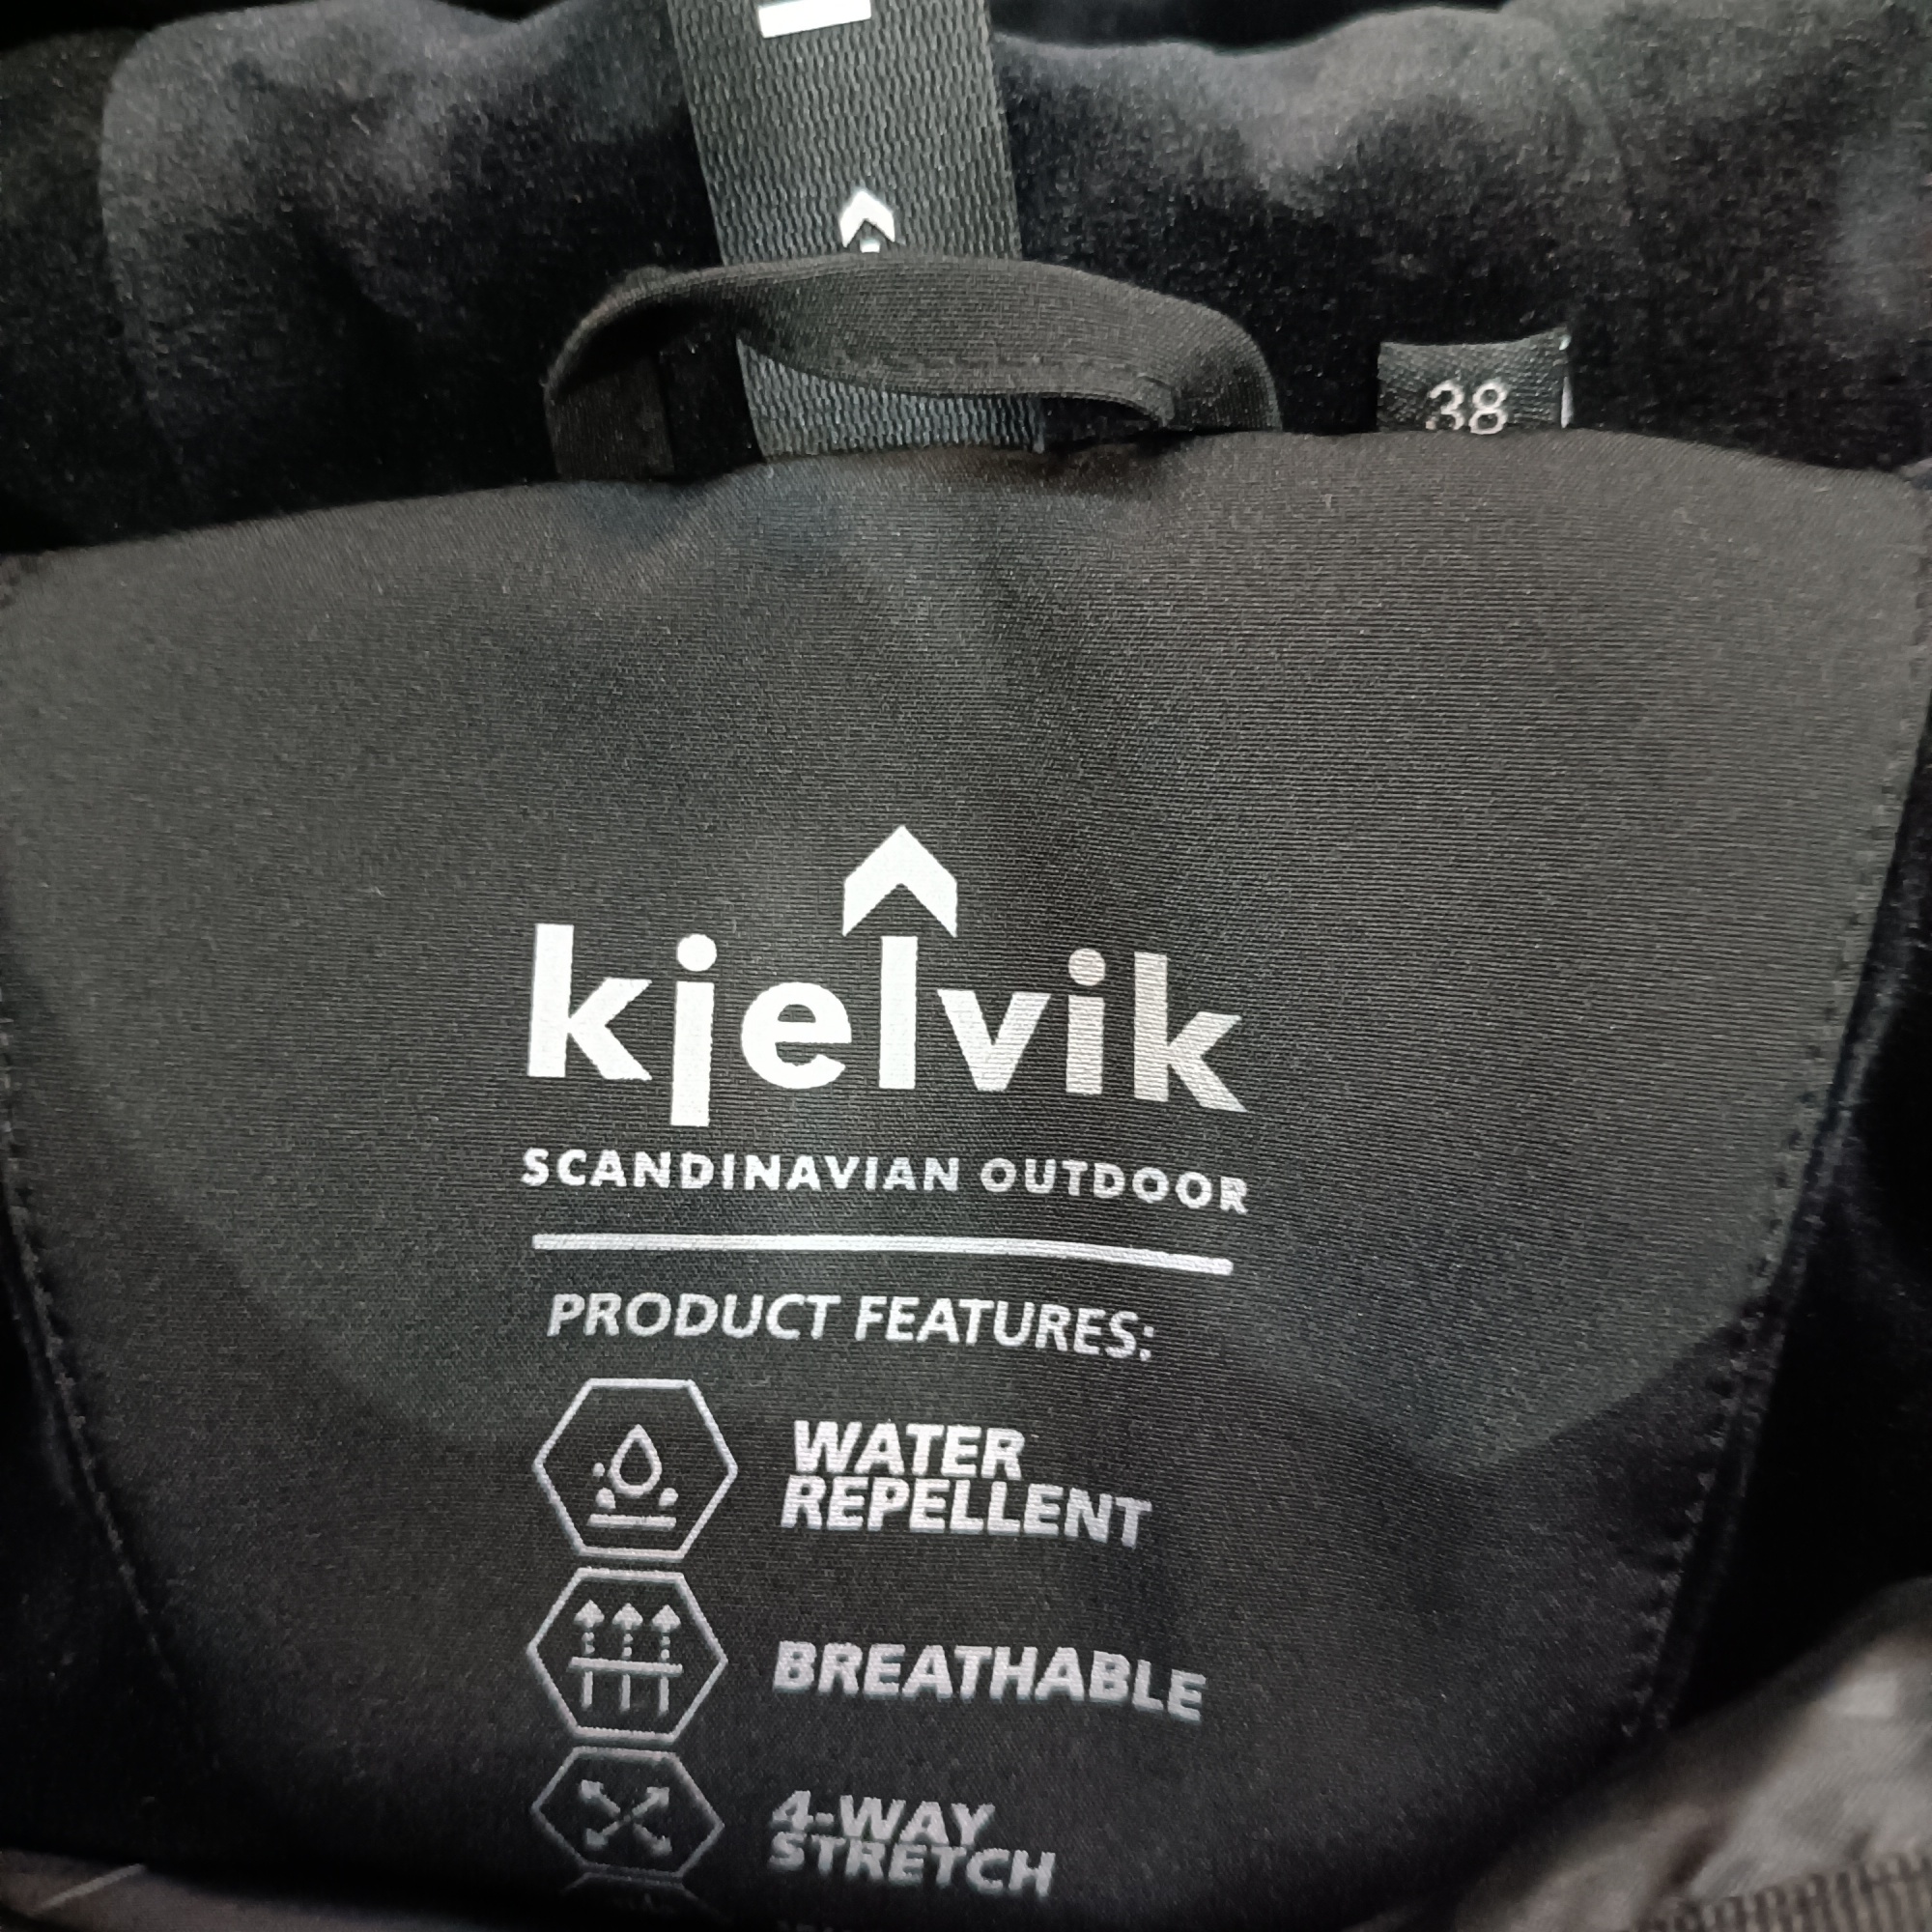 38
kjelvik
SCANDINAVIAN OUTDOOR
PRODUCT FEATURES:
WATER
REPELLENT
BREATHABLE
4-WAY
STRETCH